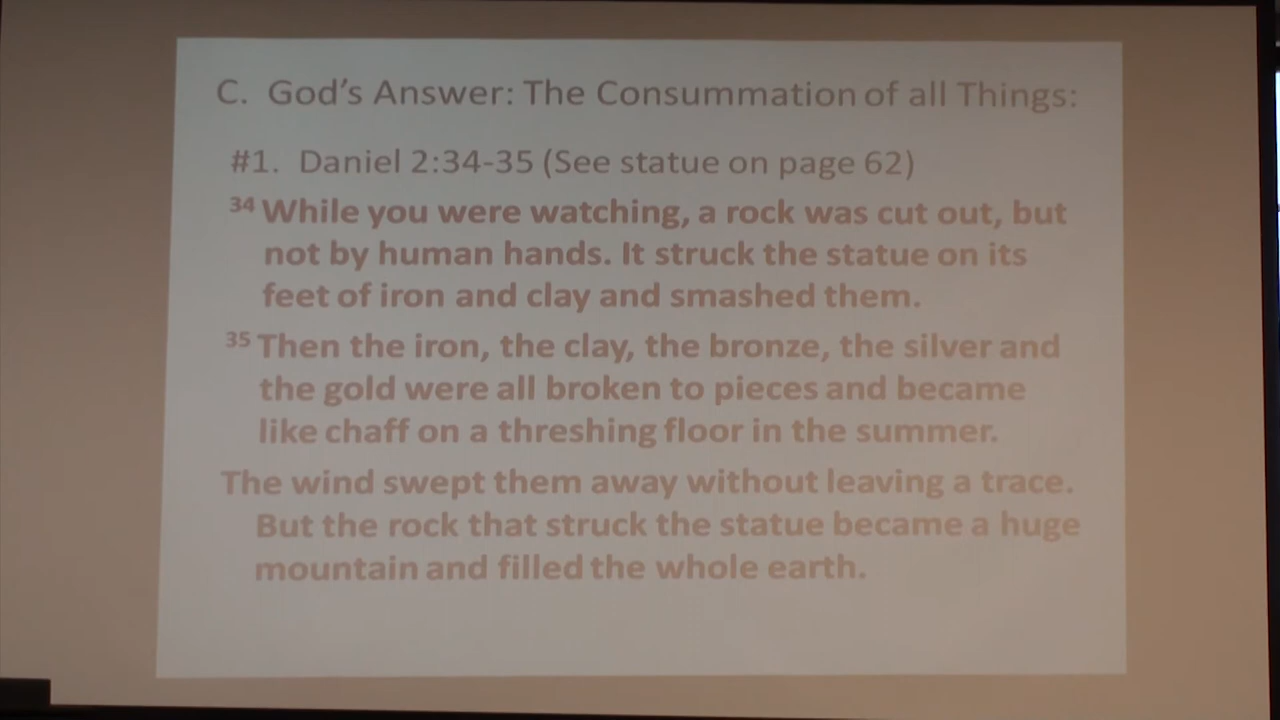 C. God's Answer: The Consummation of all Things:
#1. Daniel 2:34-35 (See statue on page 62)
34 While you were watching, a rock was cut out, but
not by human hands. It struck the statue on its
feet of iron and clay and smashed them.
35 Then the iron, the clay, the bronze, the silver and
the gold were all broken to pieces and became
like chaff on a threshing floor in the summer.
The wind swept them away without leaving a trace.
But the rock that struck the statue became a huge
mountain and filled the whole earth.